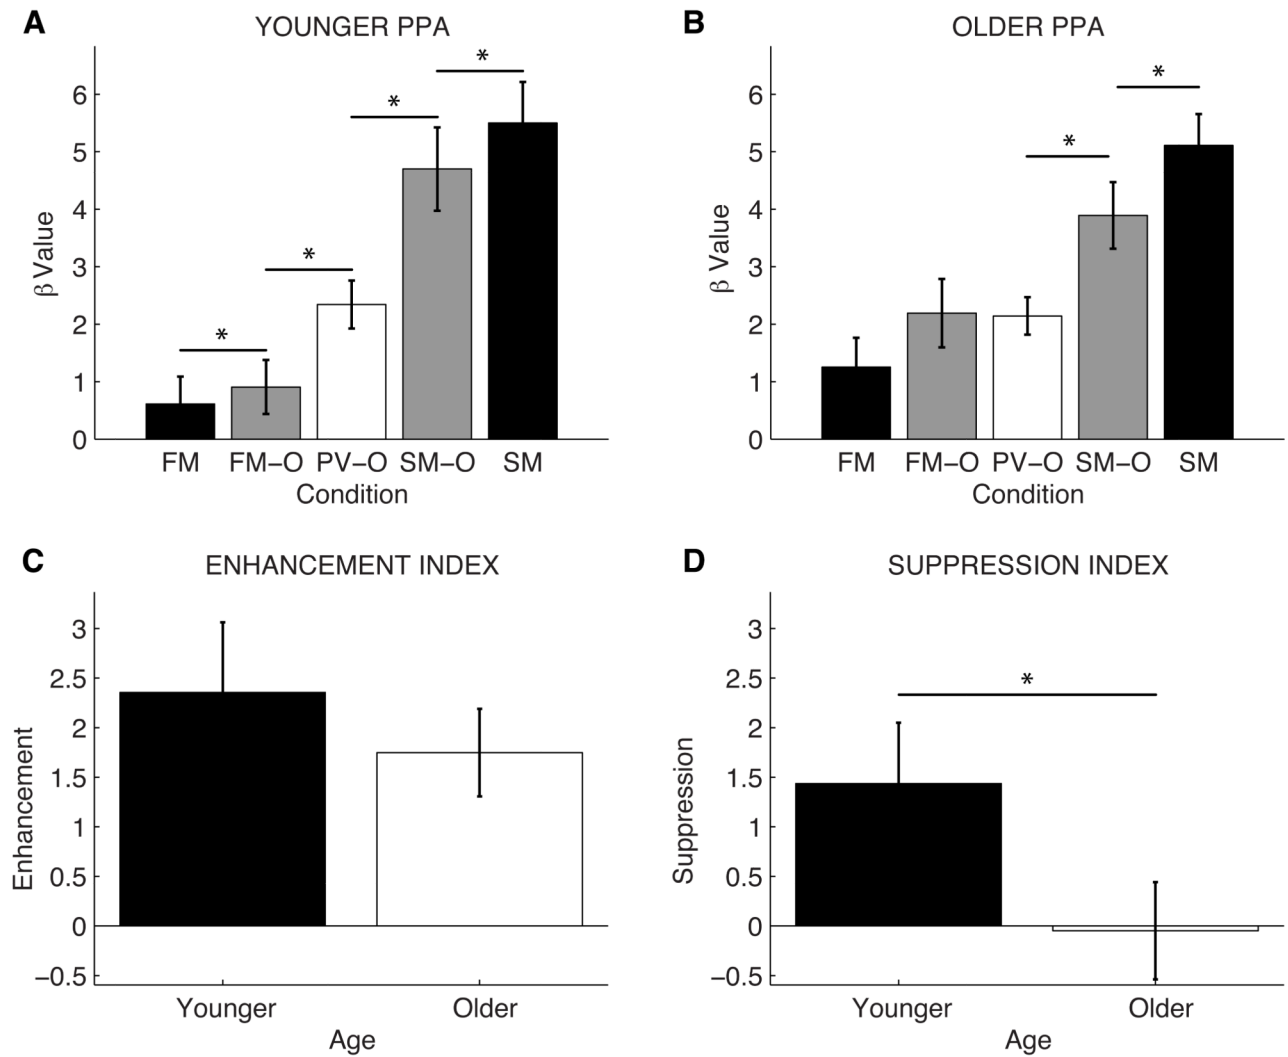 A
YOUNGER PPA
*
*
*
*
6
5
4
3
2
1
0
β Value
FM FM–O PV–O SM–O SM
Condition
B
OLDER PPA
*
*
6
5
4
3
2
1
0
β Value
FM FM–O PV–O SM–O SM
Condition
C
ENHANCEMENT INDEX
3
2.5
2
1.5
1
0.5
0
−0.5
Enhancement
Younger Older
Age
D
SUPPRESSION INDEX
*
3
2.5
2
1.5
1
0.5
0
−0.5
Suppression
Younger Older
Age